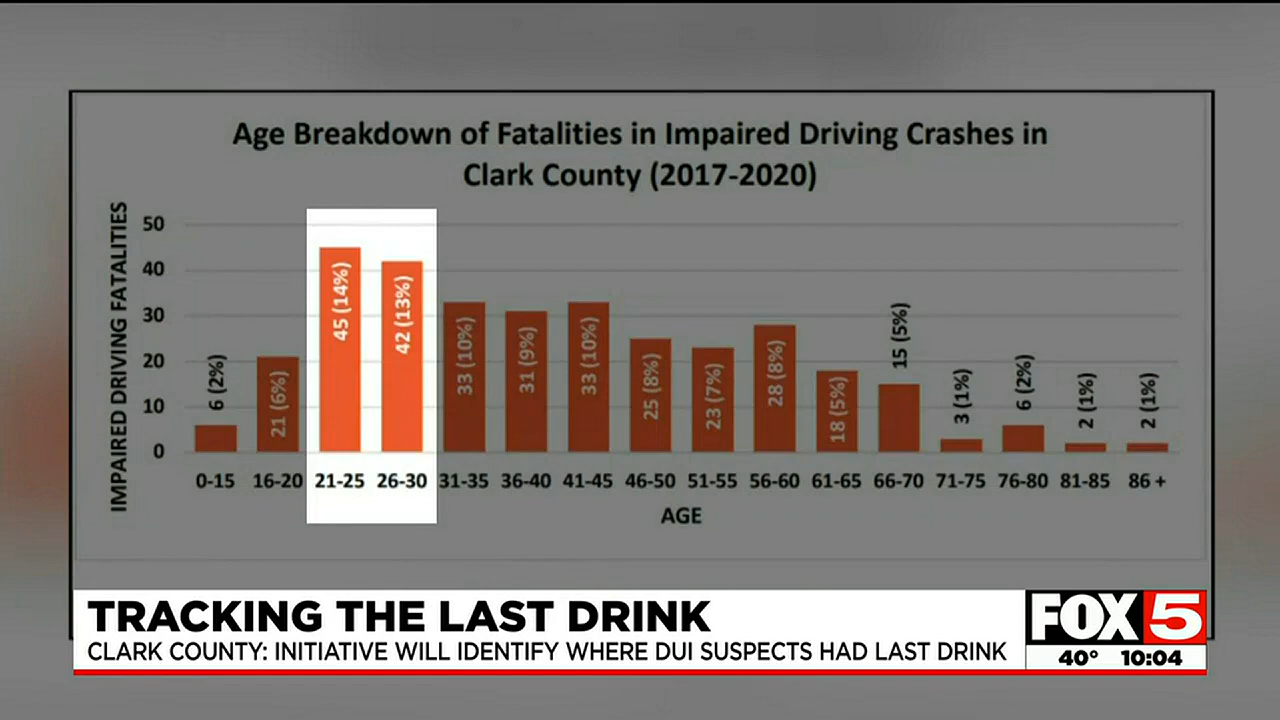 Age Breakdown of Fatalities in Impaired Driving Crashes in
Clark County (2017-2020)
IMPAIRED DRIVING FATALITIES
50
40
30
20
10
0
6 (2%)
21 (6%)
45 (14%)
42 (13%)
33 (10%)
31 (9%)
33 (10%)
25 (8%)
23 (7%)
28 (8%)
18 (5%)
15 (5%)
3 (1%)
6 (2%)
2 (1%)
2 (1%)
0-15 16-20 21-25 26-30 31-35 36-40 41-45 46-50 51-55 56-60 61-65 66-70 71-75 76-80 81-85 86 +
AGE
TRACKING THE LAST DRINK
CLARK COUNTY: INITIATIVE WILL IDENTIFY WHERE DUI SUSPECTS HAD LAST DRINK
FOX 5
40° 10:04